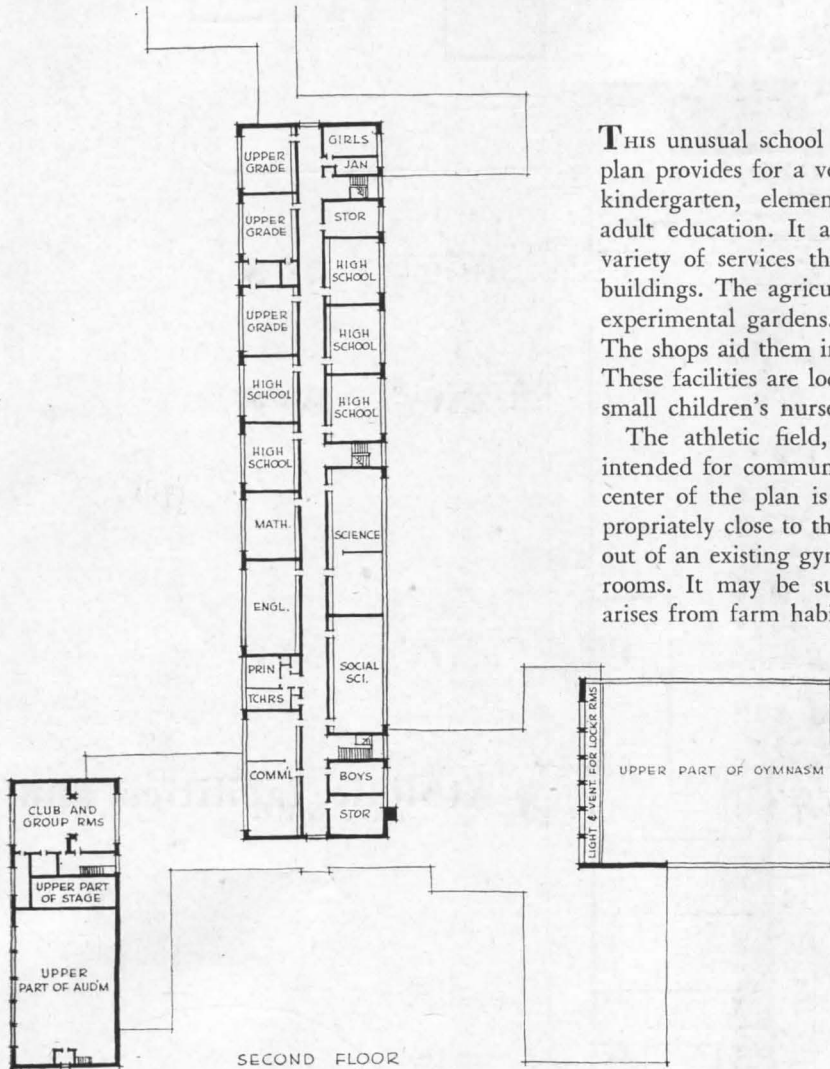 THIS unusual school
plan provides for a ve
kindergarten, elemen
adult education. It a
variety of services th
buildings. The agricu
experimental gardens.
The shops aid them in
These facilities are loc
small children's nurse
The athletic field,
intended for commun
center of the plan is
propriately close to th
out of an existing gyr
rooms. It may be su
arises from farm habi
UPPER
GRADE
UPPER
GRADE
UPPER
GRADE
HIGH
SCHOOL
HIGH
SCHOOL
MATH.
ENGL.
PRIN
TCHRS
COMM'L
GIRLS
JAN
STOR
HIGH
SCHOOL
HIGH
SCHOOL
HIGH
SCHOOL
SCIENCE
SOCIAL
SCI.
BOYS
STOR
CLUB AND
GROUP RMS
UPPER PART
OF STAGE
UPPER
PART OF AUD'M
LIGHT & VENT FOR LOCK'R RMS
UPPER PART OF GYMNAS'M
SECOND FLOOR